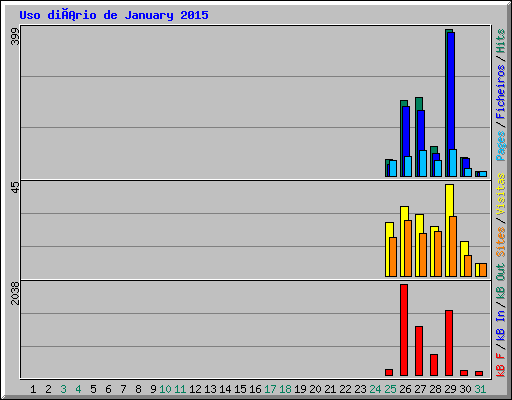 Uso diÃ¡rio de January 2015
399
45
2038
Pages / Ficheiros / Hits
Sites / Visitas
kB F / kB In / kB Out
1 2 3 4 5 6 7 8 9 10 11 12 13 14 15 16 17 18 19 20 21 22 23 24 25 26 27 28 29 30 31